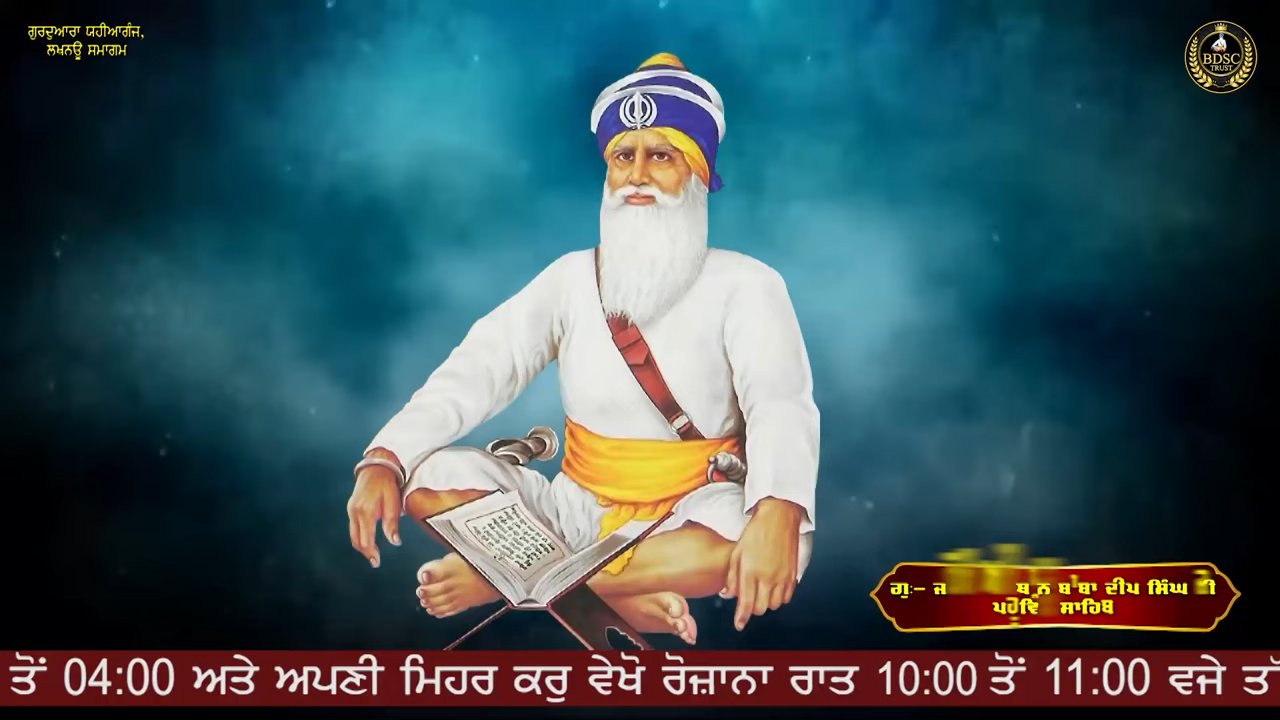 ਗੁਰਦੁਆਰਾ ਯਹੀਆਗੰਜ,
ਲਖਨਊ ਸਮਾਗਮ
BDSC
TRUST
ਗੁਃ– ਬਾਬਾ ਦੀਪ ਸਿੰਘ
ਸਾਹਿਬ
ਤੋਂ 04:00 ਅਤੇ ਅਪਣੀ ਮਿਹਰ ਕਰੁ ਵੇਖੋ ਰੋਜ਼ਾਨਾ ਰਾਤ 10:00 ਤੋਂ 11:00 ਵਜੇ